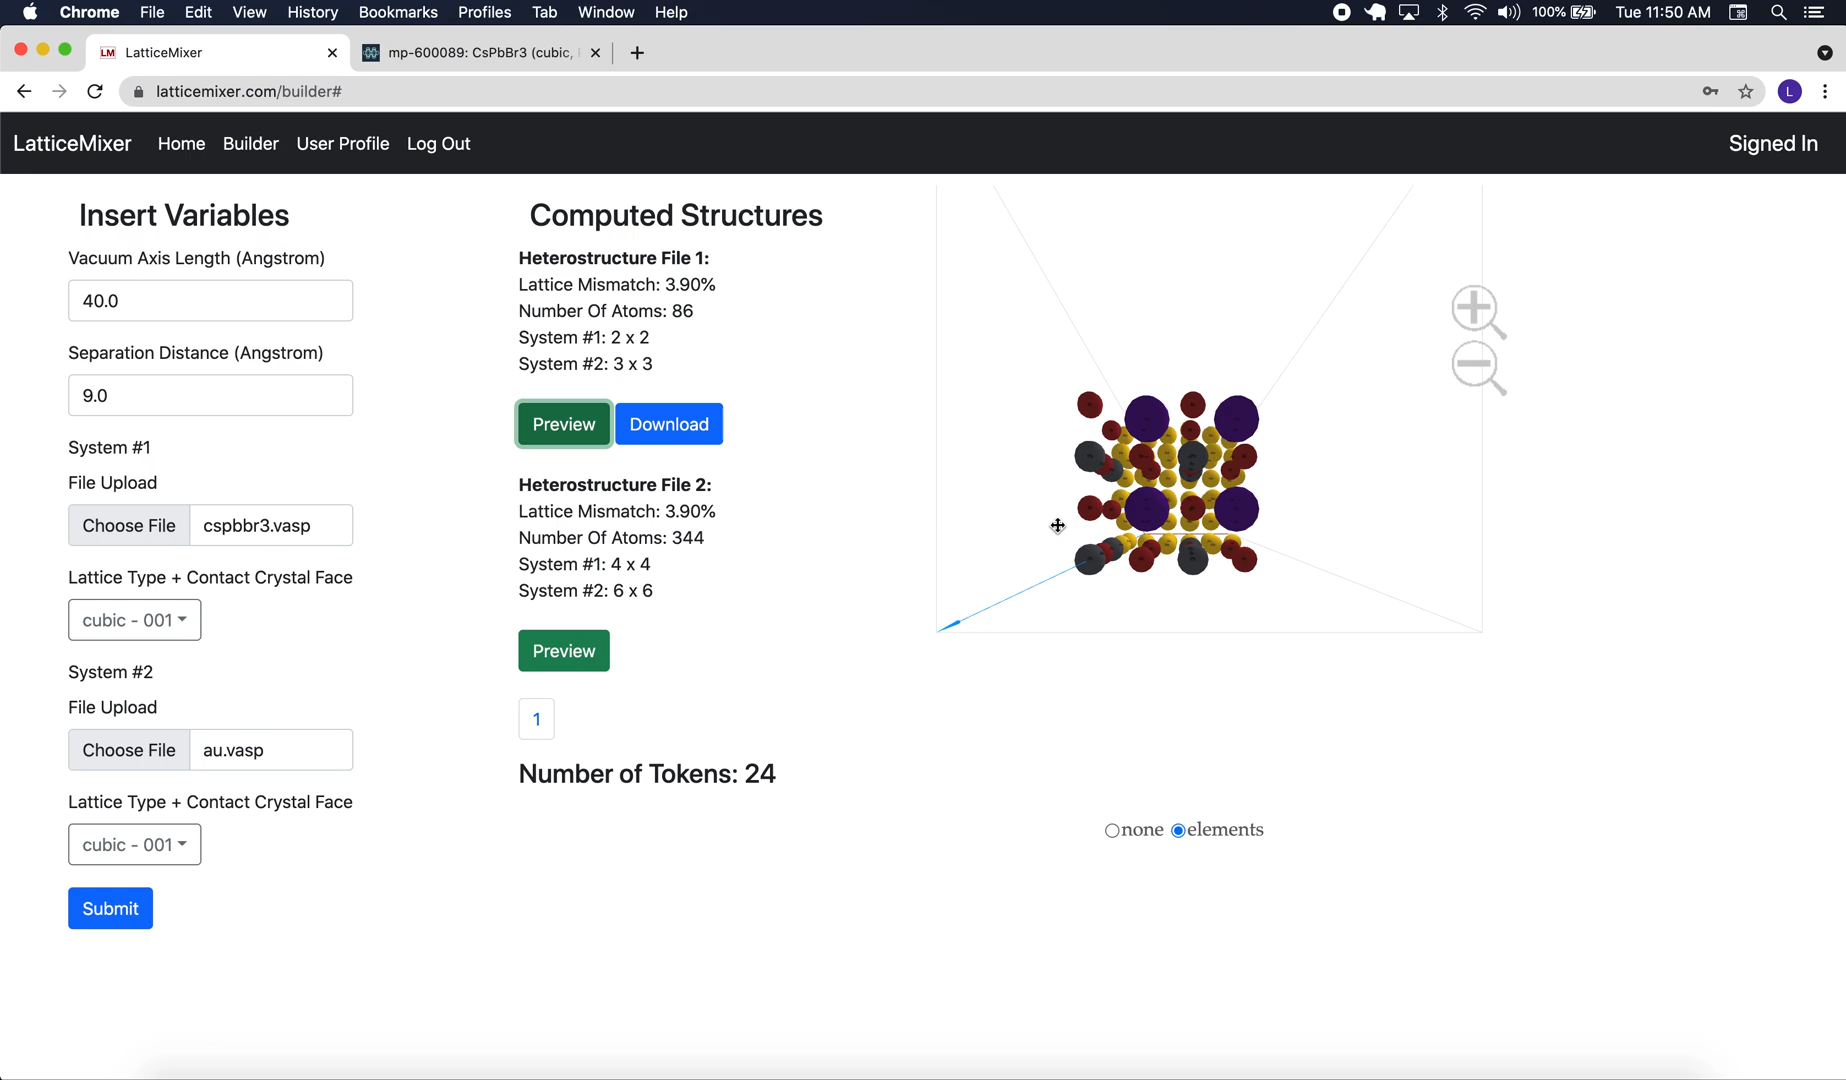 Chrome File Edit View History Bookmarks Profiles Tab Window Help 100% Tue 11:50 AM
LM LatticeMixer mp-600089: CsPbBr3 (cubic,
latticemixer.com/builder# L
LatticeMixer Home Builder User Profile Log Out Signed In
Insert Variables
Vacuum Axis Length (Angstrom)
40.0
Separation Distance (Angstrom)
9.0
System #1
File Upload
Choose File cspbbr3.vasp
Lattice Type + Contact Crystal Face
cubic - 001
System #2
File Upload
Choose File au.vasp
Lattice Type + Contact Crystal Face
cubic - 001
Submit
Computed Structures
Heterostructure File 1:
Lattice Mismatch: 3.90%
Number Of Atoms: 86
System #1: 2 x 2
System #2: 3 x 3
Preview Download
Heterostructure File 2:
Lattice Mismatch: 3.90%
Number Of Atoms: 344
System #1: 4 x 4
System #2: 6 x 6
Preview
1
Number of Tokens: 24
none elements